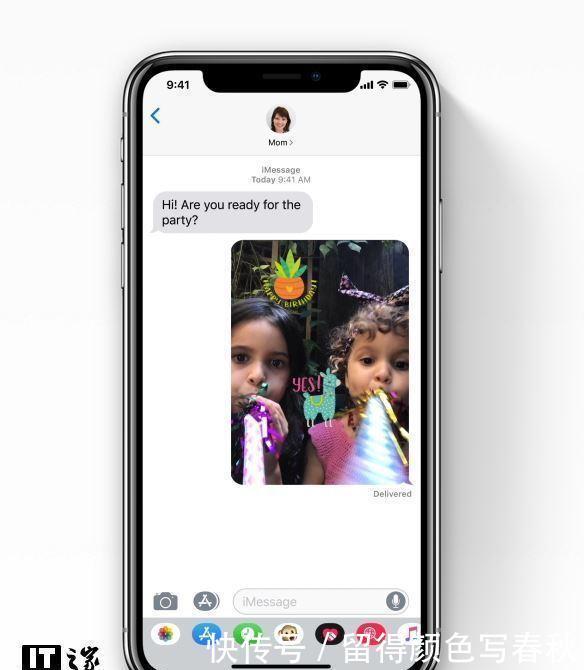 9:41
Mom
iMessage
Today 9:41 AM
Hi! Are you ready for the
party?
HAPPY BIRTHDAY!
YES!
Delivered
iMessage
IT之家
快传号 / 留得颜色写春秋